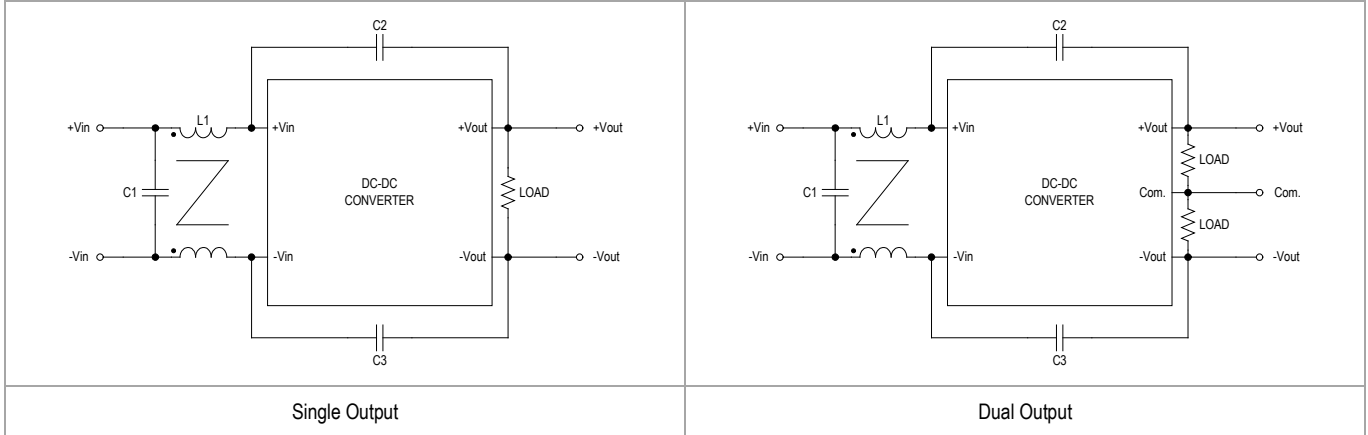 C2
+Vin
L1
+Vin
+Vout
+Vout
C1
DC-DC
CONVERTER
LOAD
-Vin
-Vin
-Vout
-Vout
C3
Single Output
C2
+Vin
L1
+Vin
+Vout
+Vout
LOAD
C1
DC-DC
CONVERTER
Com.
Com.
LOAD
-Vin
-Vin
-Vout
-Vout
C3
Dual Output